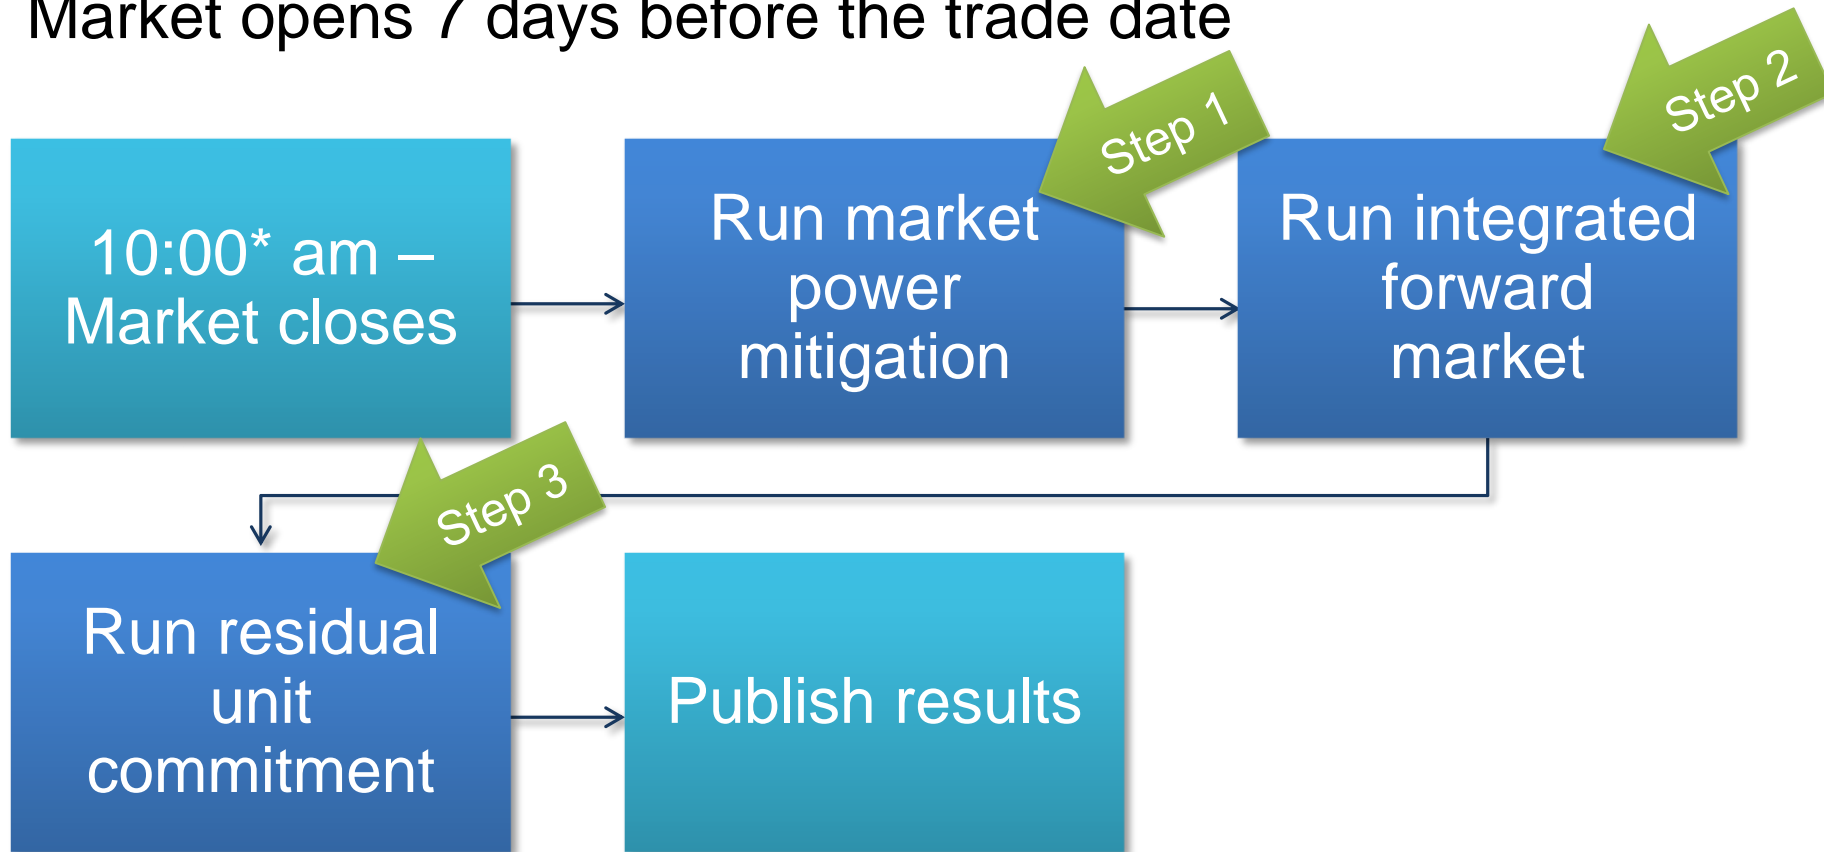 Market opens 7 days before the trade date
Step 1
Step 2
10:00* am –
Market closes
Run market
power
mitigation
Run integrated
forward
market
Step 3
Run residual
unit
commitment
Publish results